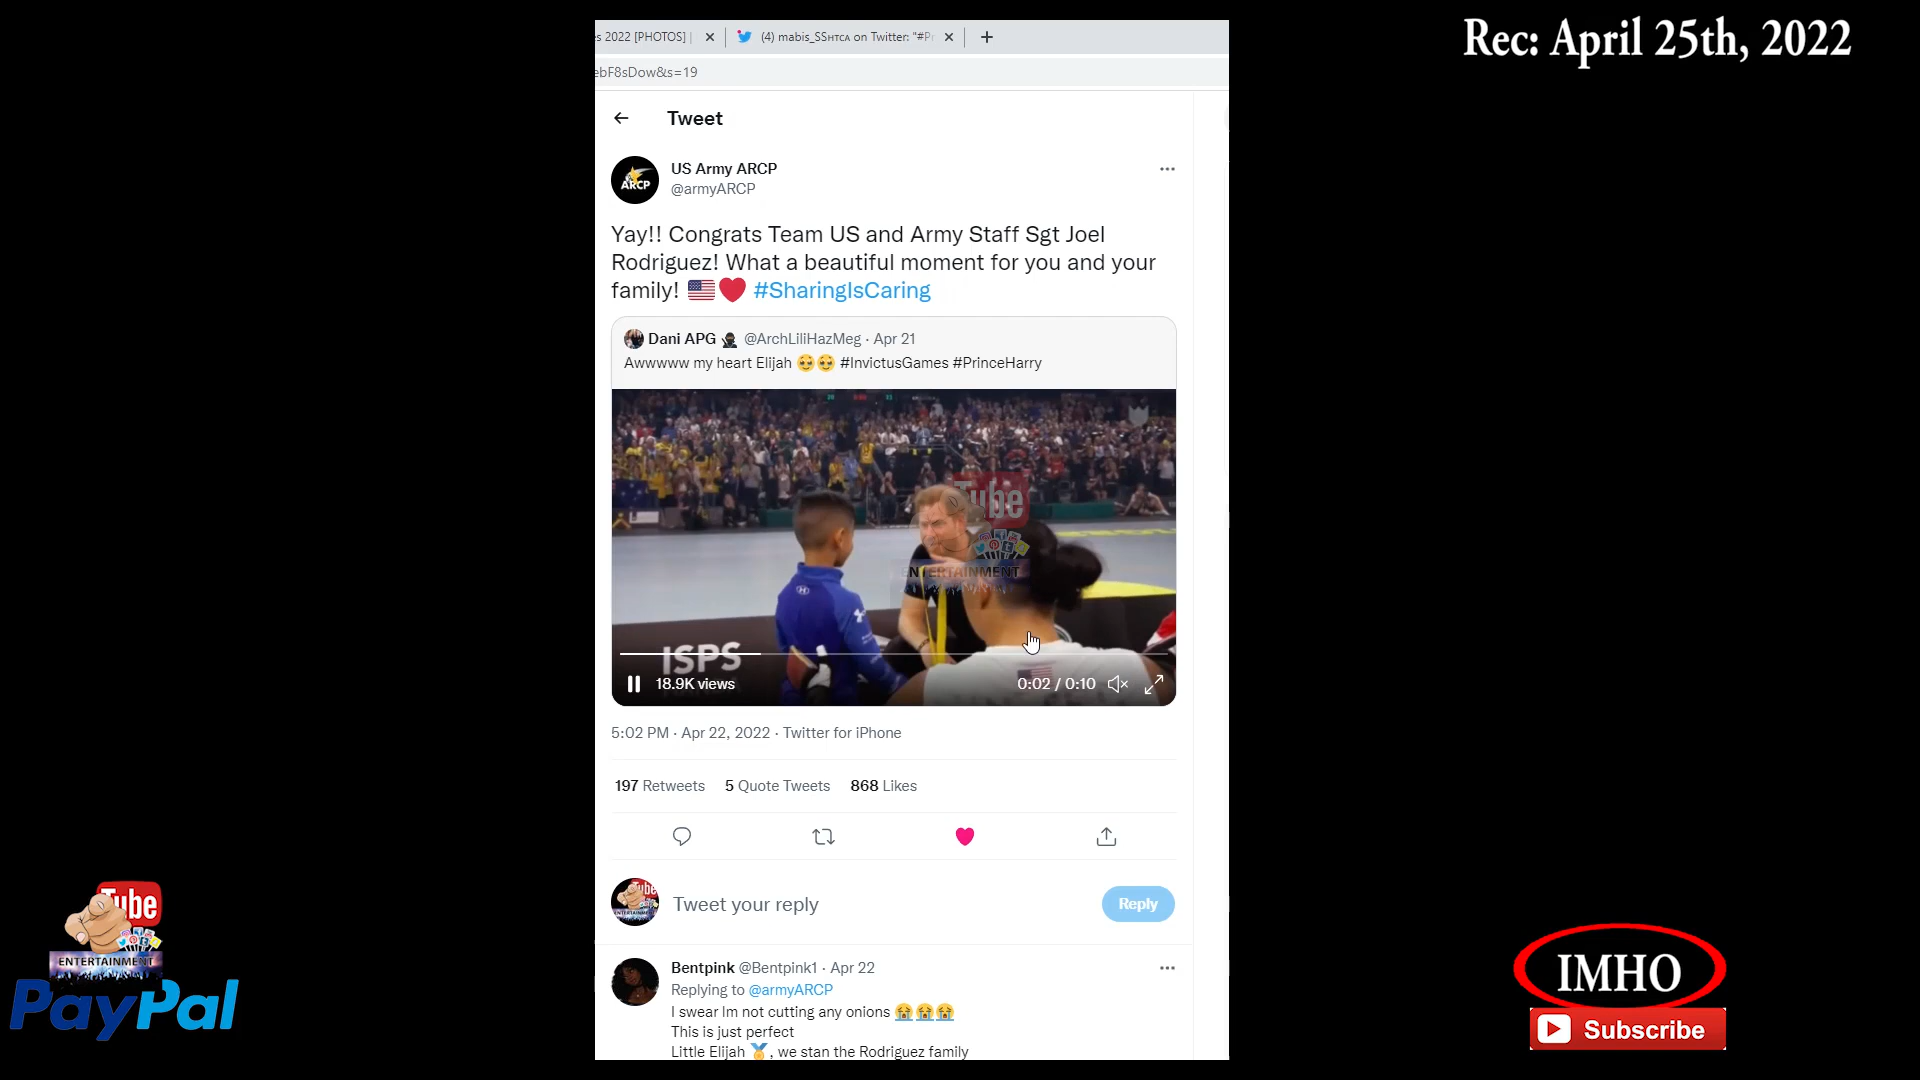 Rec: April 25th, 2022
s 2022 [PHOTOS] |
(4) mabis_SSHTCA on Twitter: "#Pr
ebF8sDow&s=19
Tweet
US Army ARCP
@armyARCP
ARCP
Yay!! Congrats Team US and Army Staff Sgt Joel
Rodriguez! What a beautiful moment for you and your
family! 🇺🇸❤️ #SharingIsCaring
Dani APG 🥷 @ArchLiliHazMeg · Apr 21
Awwwww my heart Elijah 🥹🥹 #InvictusGames #PrinceHarry
Tube
ENTERTAINMENT
ISPS
18.9K views
0:02 / 0:10
5:02 PM · Apr 22, 2022 · Twitter for iPhone
197 Retweets 5 Quote Tweets 868 Likes
Tweet your reply
Reply
Bentpink @Bentpink1 · Apr 22
Replying to @armyARCP
I swear Im not cutting any onions 😭😭😭
This is just perfect
Little Elijah 🏅, we stan the Rodriguez family
Tube
ENTERTAINMENT
PayPal
IMHO
Subscribe